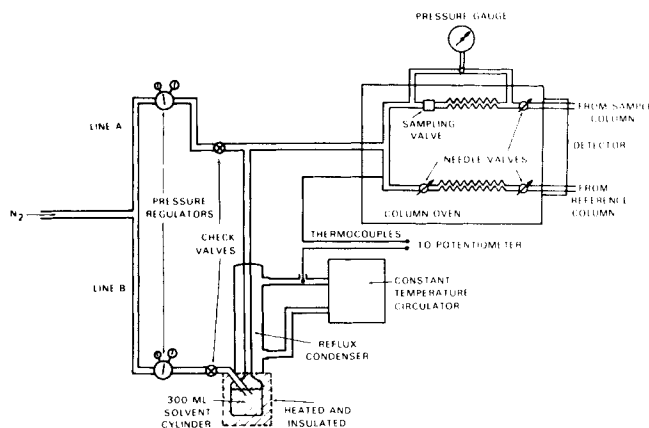 PRESSURE GAUGE
LINE A
SAMPLING
VALVE
FROM SAMPLE
COLUMN
DETECTOR
NEEDLE VALVES
N2
PRESSURE
REGULATORS
CHECK
VALVES
COLUMN OVEN
FROM
REFERENCE
COLUMN
THERMOCOUPLES
TO POTENTIOMETER
LINE B
CONSTANT
TEMPERATURE
CIRCULATOR
REFLUX
CONDENSER
300 ML
SOLVENT
CYLINDER
HEATED AND
INSULATED